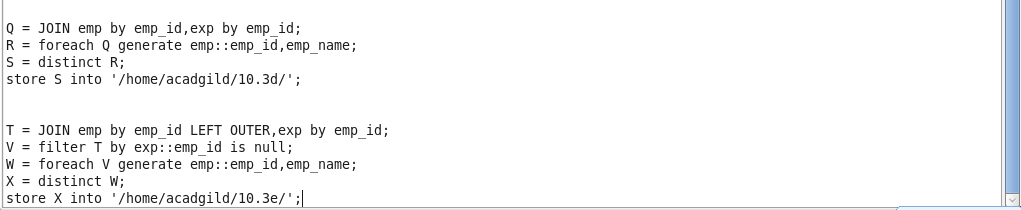 Q = JOIN emp by emp_id,exp by emp_id;
R = foreach Q generate emp::emp_id,emp_name;
S = distinct R;
store S into '/home/acadgild/10.3d/';
T = JOIN emp by emp_id LEFT OUTER,exp by emp_id;
V = filter T by exp::emp_id is null;
W = foreach V generate emp::emp_id,emp_name;
X = distinct W;
store X into '/home/acadgild/10.3e/';